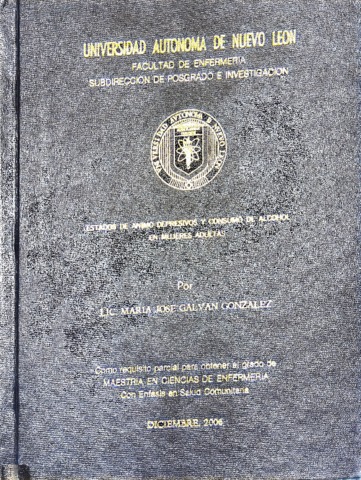 UNIVERSIDAD AUTONOMA DE NUEVO LEON
FACULTAD DE ENFERMERIA
SUBDIRECCION DE POSGRADO E INVESTIGACION
ESTADOS DE ANIMO DEPRESIVOS Y CONSUMO DE ALCOHOL
EN MUJERES ADULTAS
Por
LIC. MARIA JOSE GALVAN GONZALEZ
Como requisito parcial para obtener el grado de
MAESTRIA EN CIENCIAS DE ENFERMERIA
Con Enfasis en Salud Comunitaria
DICIEMBRE, 2006